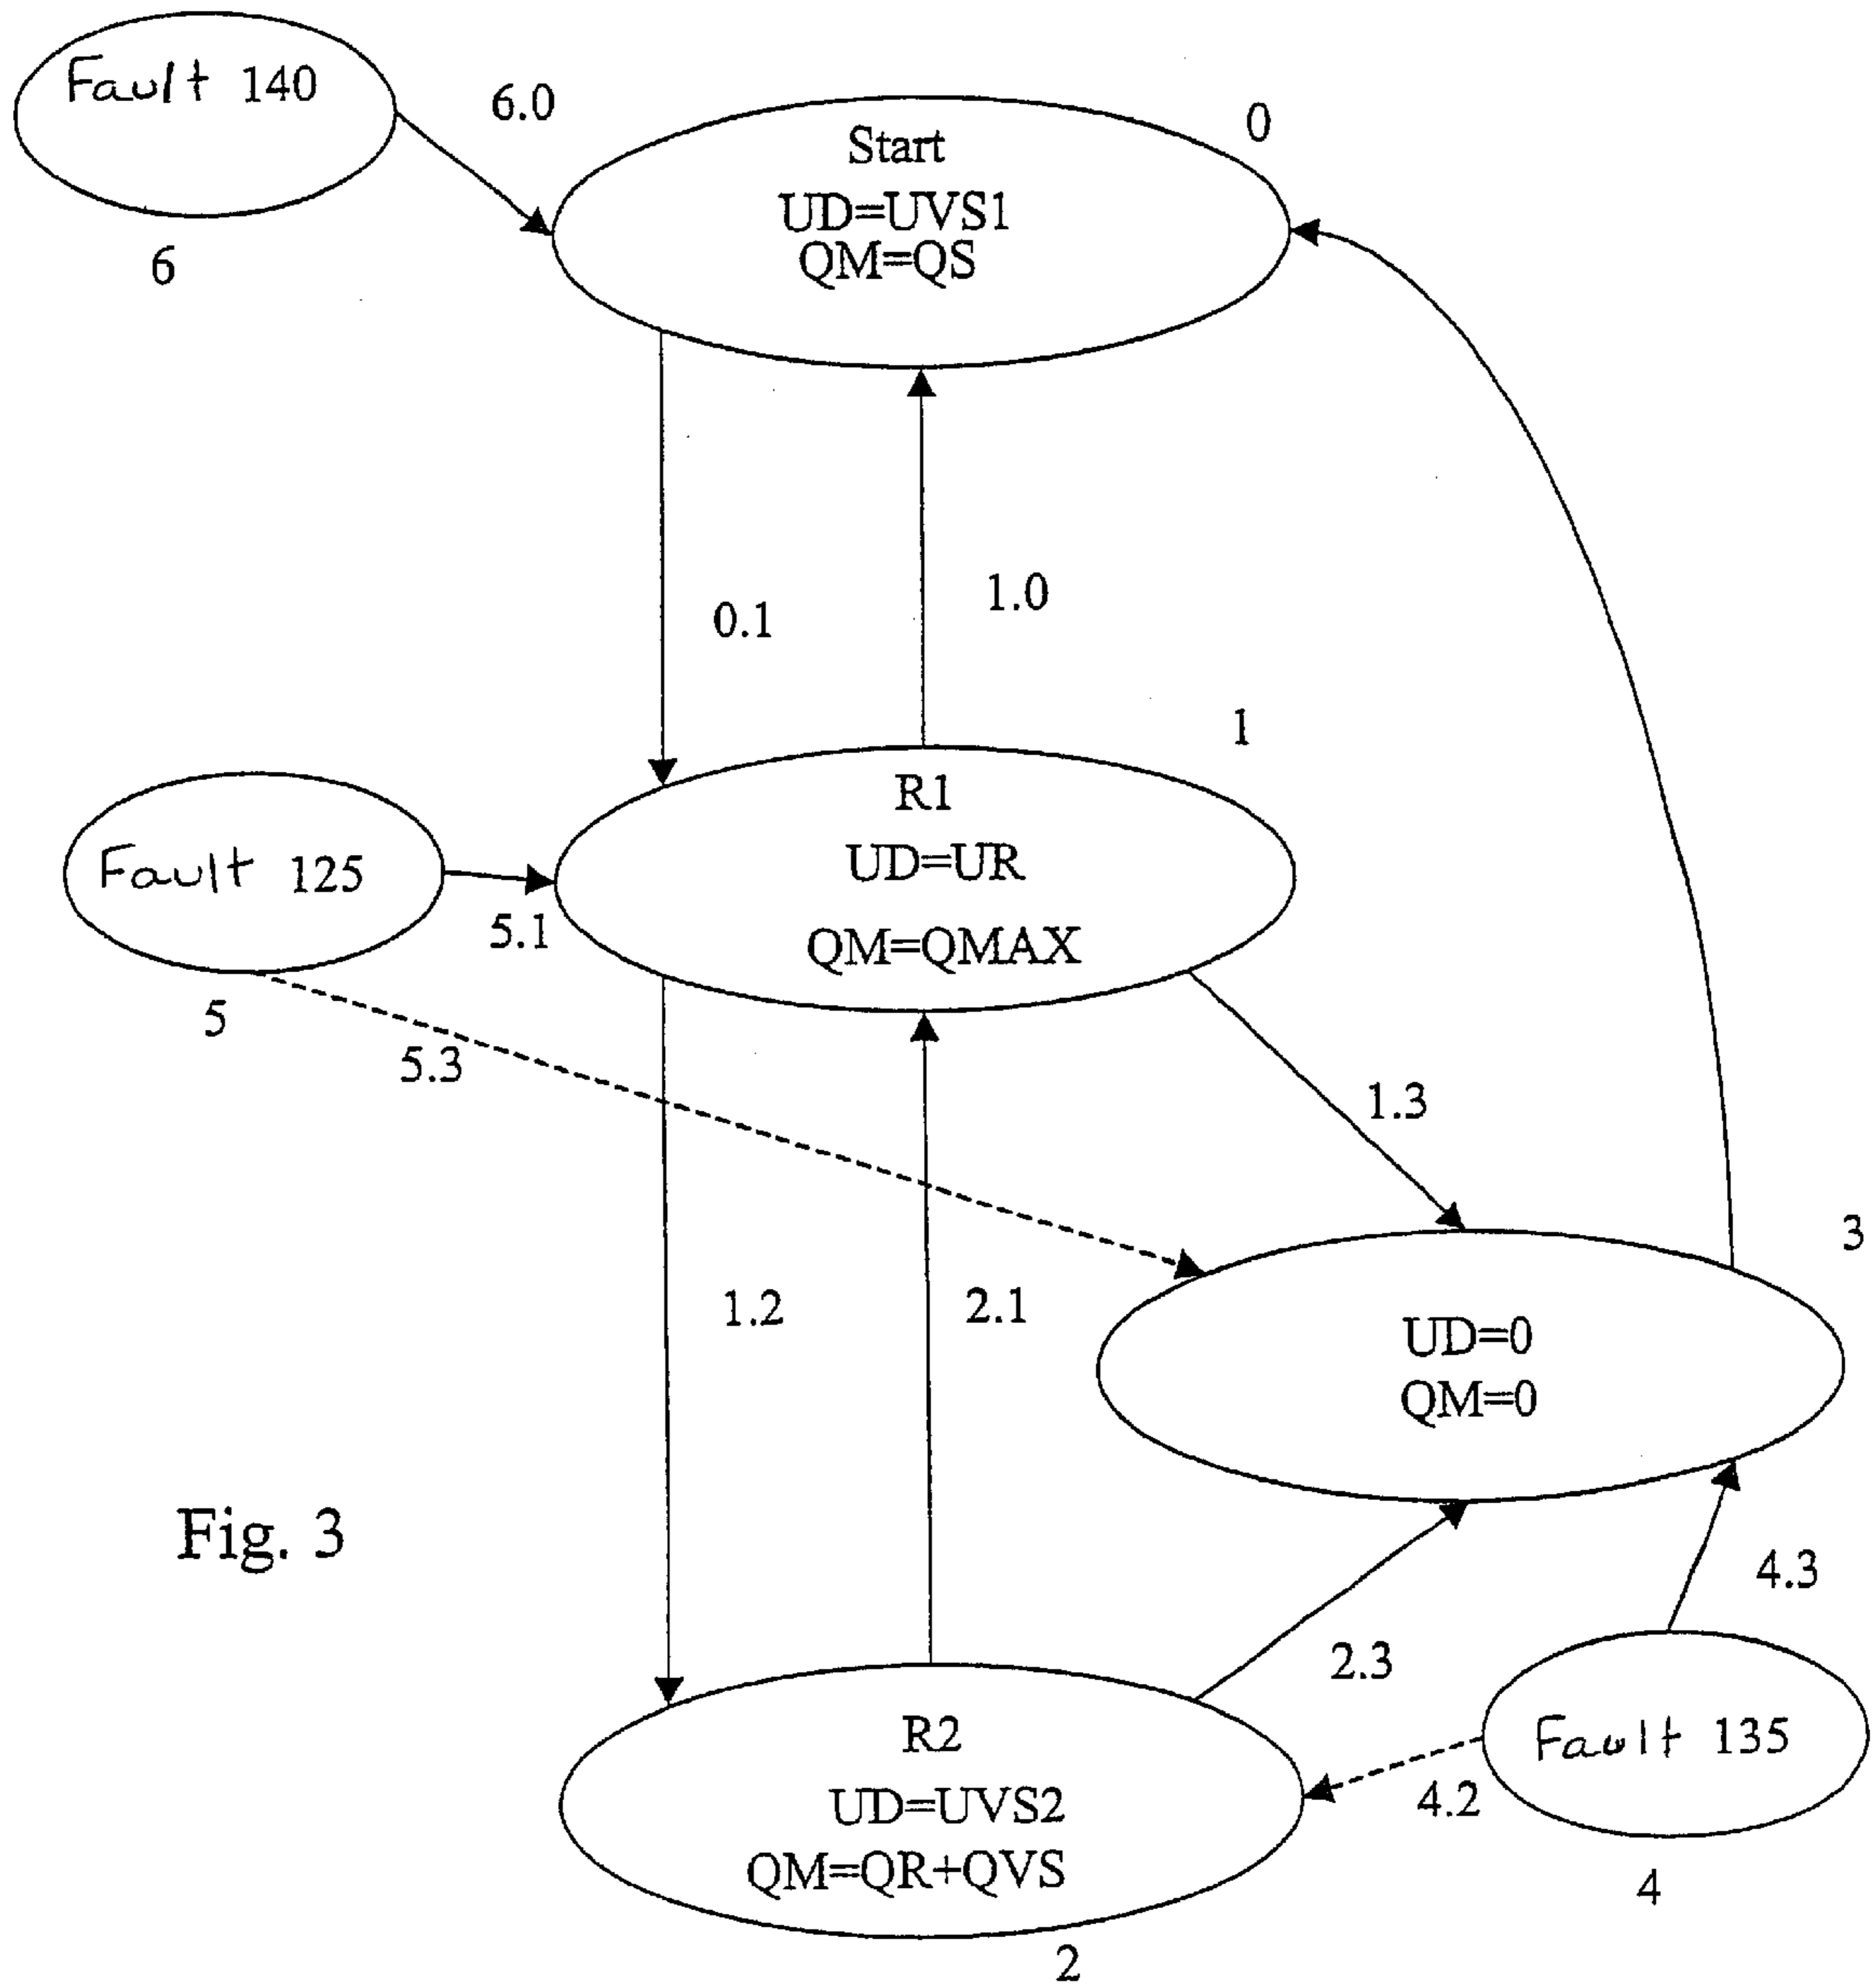 Fault 140
6.0
6
0
Start
UD=UVS1
QM=QS
0.1
1.0
1
R1
UD=UR
QM=QMAX
Fault 125
5.1
5
5.3
1.3
3
1.2
2.1
UD=0
QM=0
Fig. 3
4.3
2.3
R2
UD=UVS2
QM=QR+QVS
Fault 135
4.2
4
2